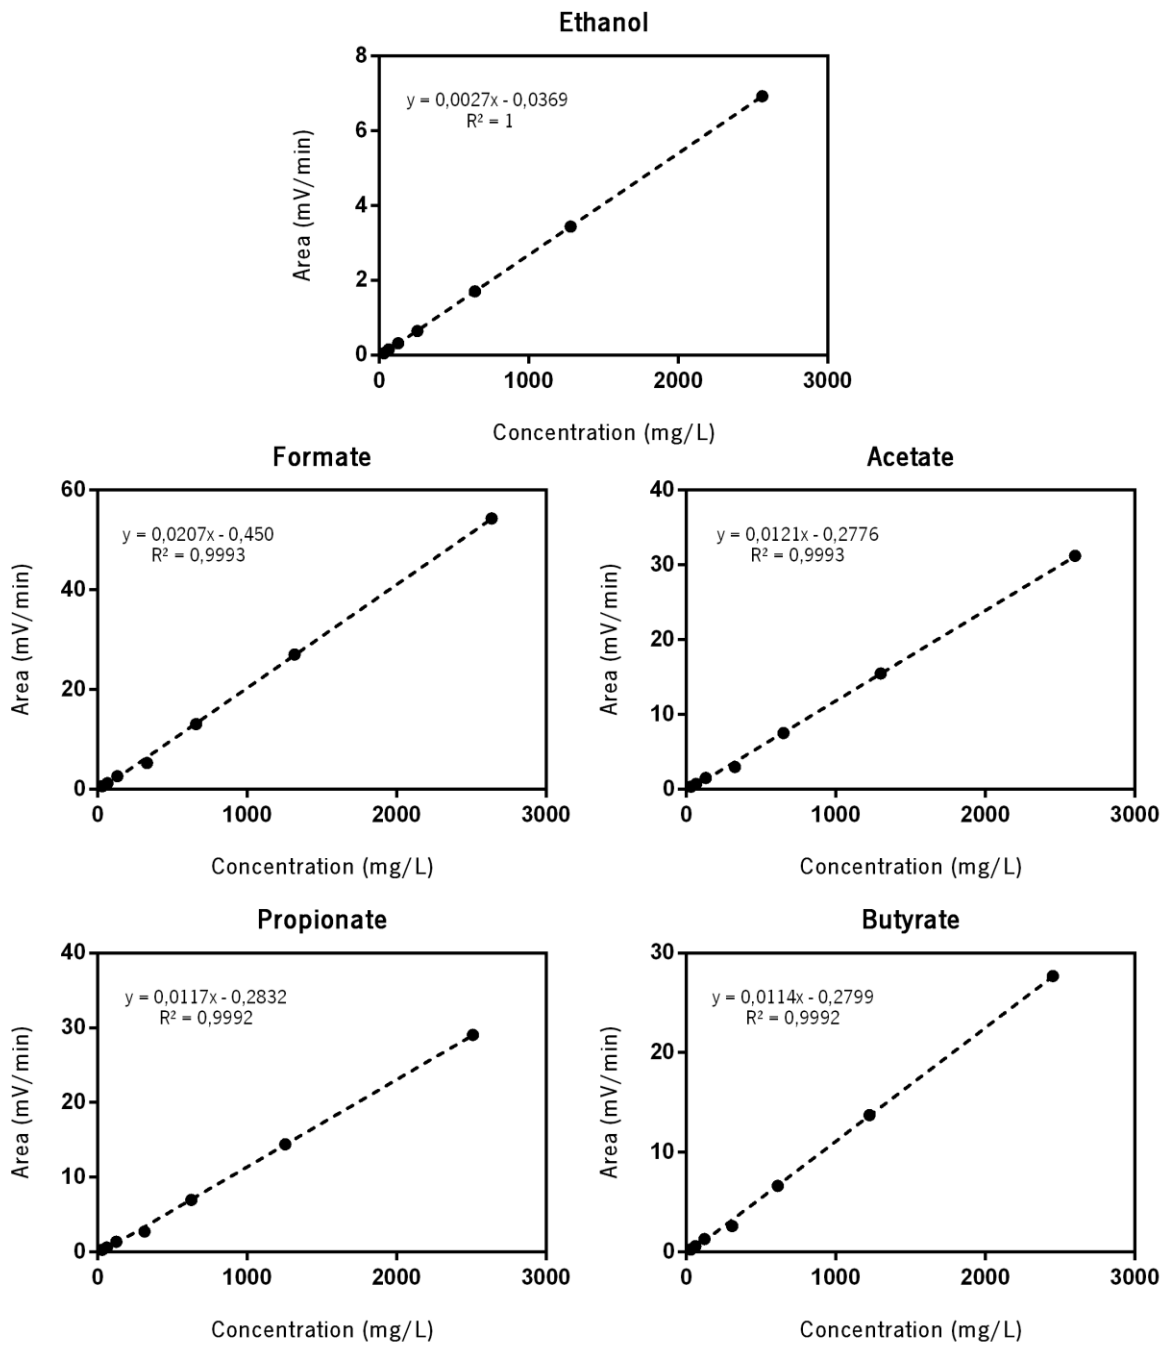 Ethanol
8
y = 0,0027x - 0,0369
R² = 1
6
Area (mV/min)
4
2
0
0 1000 2000 3000
Concentration (mg/L)
Formate
60
y = 0,0207x - 0,450
R² = 0,9993
40
Area (mV/min)
20
0
0 1000 2000 3000
Concentration (mg/L)
Acetate
40
y = 0,0121x - 0,2776
R² = 0,9993
30
Area (mV/min)
20
10
0
0 1000 2000 3000
Concentration (mg/L)
Propionate
40
y = 0,0117x - 0,2832
R² = 0,9992
30
Area (mV/min)
20
10
0
0 1000 2000 3000
Concentration (mg/L)
Butyrate
30
y = 0,0114x - 0,2799
R² = 0,9992
20
Area (mV/min)
10
0
0 1000 2000 3000
Concentration (mg/L)